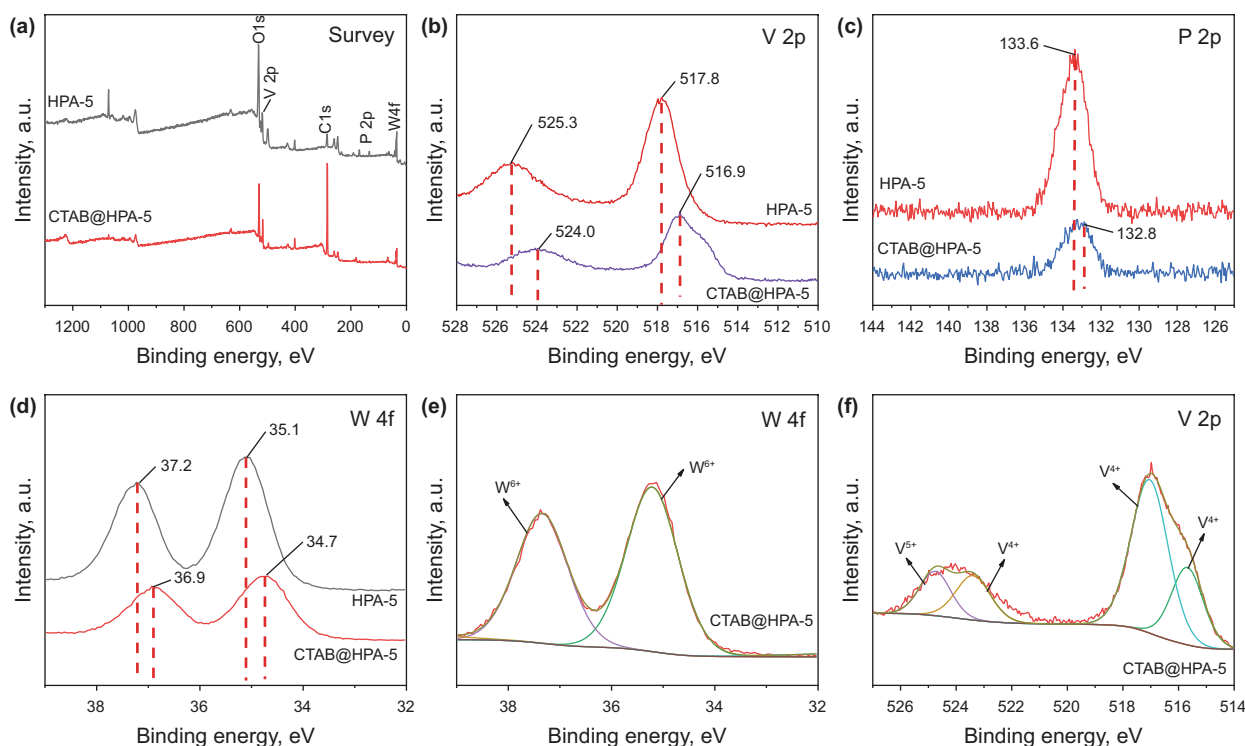 (a)
Survey
O1s
V 2p
HPA-5
C1s
P 2p
W4f
CTAB@HPA-5
Intensity, a.u.
1200 1000 800 600 400 200 0
Binding energy, eV
(b)
V 2p
517.8
525.3
516.9
524.0
HPA-5
CTAB@HPA-5
Intensity, a.u.
528 526 524 522 520 518 516 514 512 510
Binding energy, eV
(c)
P 2p
133.6
HPA-5
CTAB@HPA-5
132.8
Intensity, a.u.
144 142 140 138 136 134 132 130 128 126
Binding energy, eV
(d)
W 4f
35.1
37.2
34.7
36.9
HPA-5
CTAB@HPA-5
Intensity, a.u.
38 36 34 32
Binding energy, eV
(e)
W 4f
W6+
W6+
CTAB@HPA-5
Intensity, a.u.
38 36 34 32
Binding energy, eV
(f)
V 2p
V4+
V4+
V5+
V4+
CTAB@HPA-5
Intensity, a.u.
526 524 522 520 518 516 514
Binding energy, eV